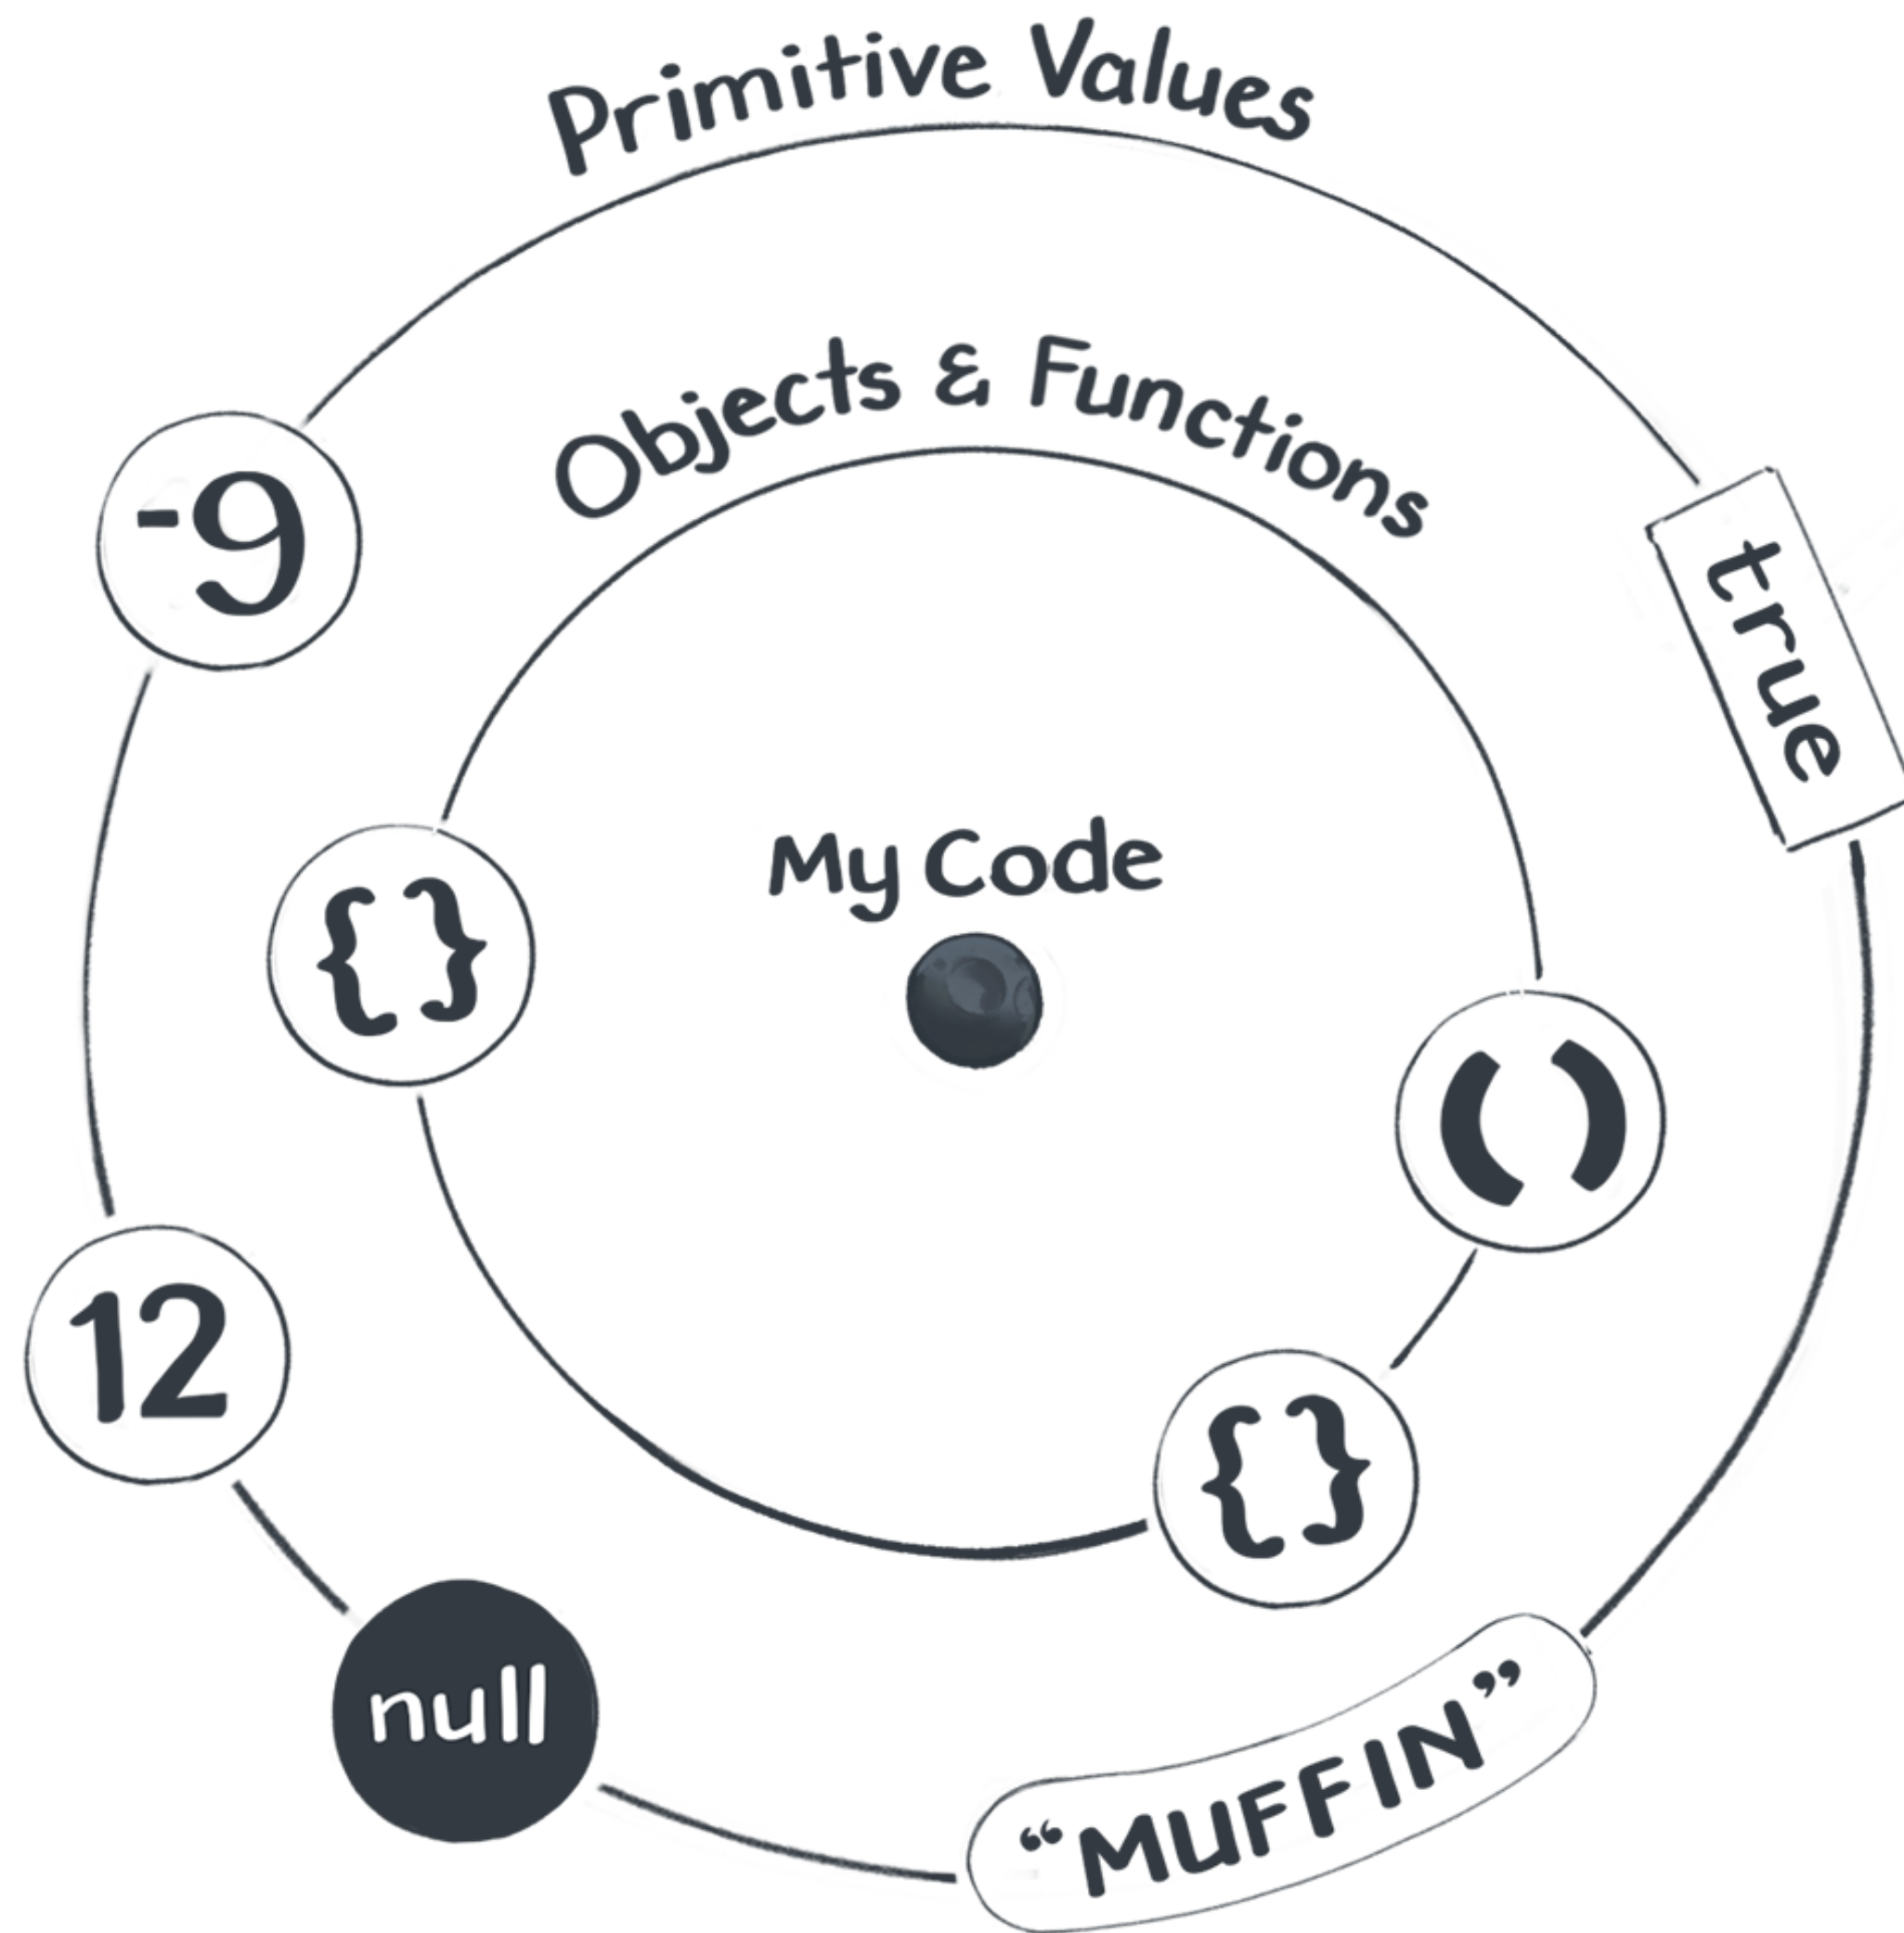 Primitive Values
Objects & Functions
-9
true
My Code
{}
()
12
{}
null
“MUFFIN”